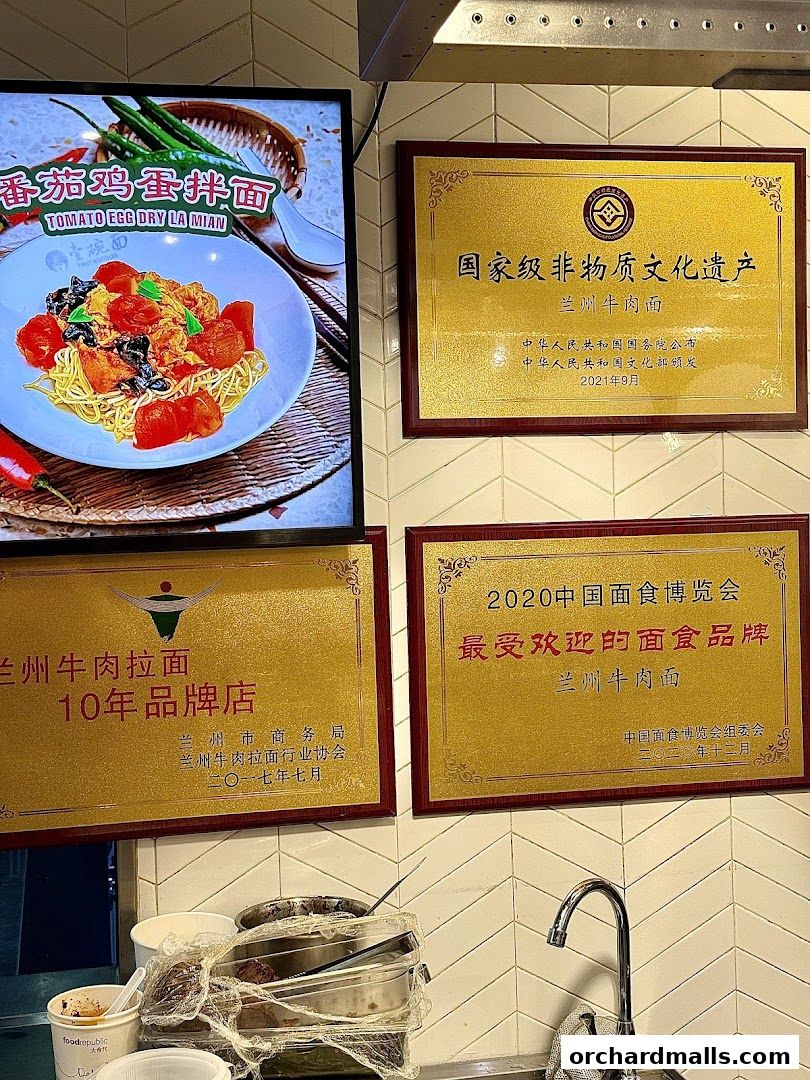 番茄鸡蛋拌面
TOMATO EGG DRY LA MIAN
壹碗面
国家级非物质文化遗产
兰州牛肉面
中华人民共和国国务院公布
中华人民共和国文化部颁发
2021年9月
兰州牛肉拉面
10年品牌店
兰州市商务局
兰州牛肉拉面行业协会
二〇一七年七月
2020中国面食博览会
最受欢迎的面食品牌
兰州牛肉面
中国面食博览会组委会
二〇二〇年十二月
foodrepublic
大食代
orchardmalls.com